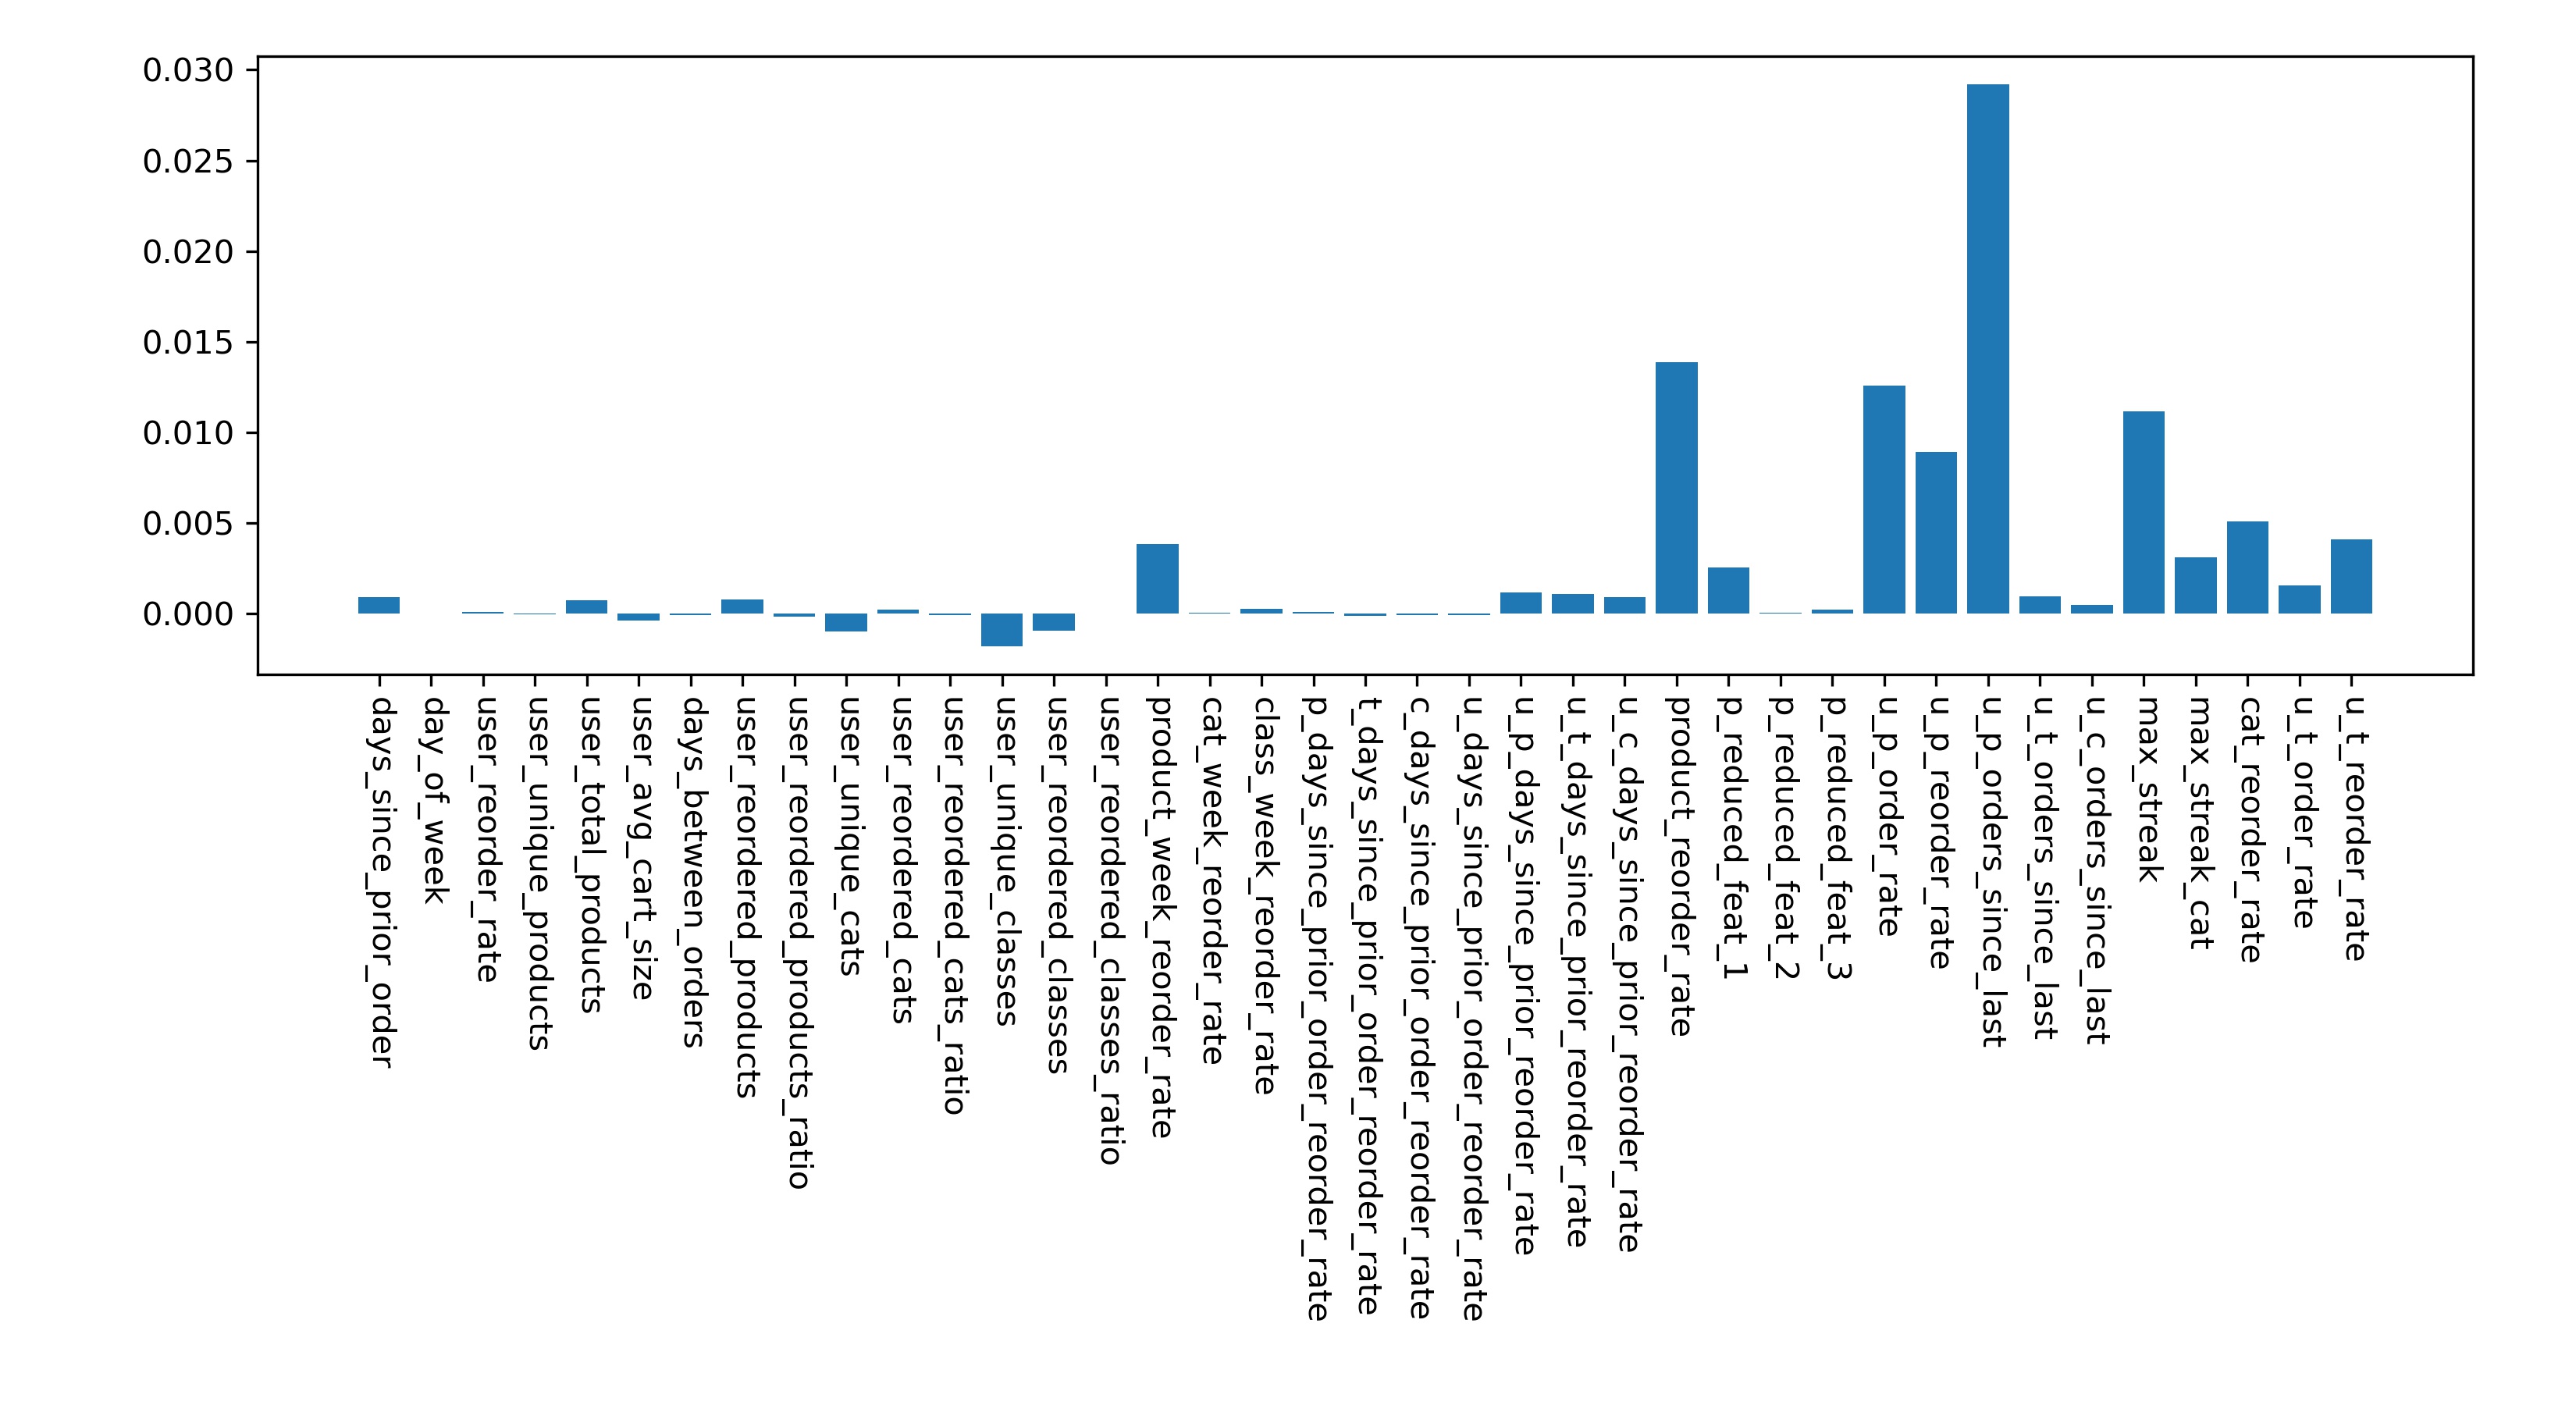 0.030
0.025
0.020
0.015
0.010
0.005
0.000
days_since_prior_order
day_of_week
user_reorder_rate
user_unique_products
user_total_products
user_avg_cart_size
days_between_orders
user_reordered_products
user_reordered_products_ratio
user_unique_cats
user_reordered_cats
user_reordered_cats_ratio
user_unique_classes
user_reordered_classes
user_reordered_classes_ratio
product_week_reorder_rate
cat_week_reorder_rate
class_week_reorder_rate
p_days_since_prior_order_reorder_rate
t_days_since_prior_order_reorder_rate
c_days_since_prior_order_reorder_rate
u_days_since_prior_order_reorder_rate
u_p_days_since_prior_reorder_rate
u_t_days_since_prior_reorder_rate
u_c_days_since_prior_reorder_rate
product_reorder_rate
p_reduced_feat_1
p_reduced_feat_2
p_reduced_feat_3
u_p_order_rate
u_p_reorder_rate
u_p_orders_since_last
u_t_orders_since_last
u_c_orders_since_last
max_streak
max_streak_cat
cat_reorder_rate
u_t_order_rate
u_t_reorder_rate